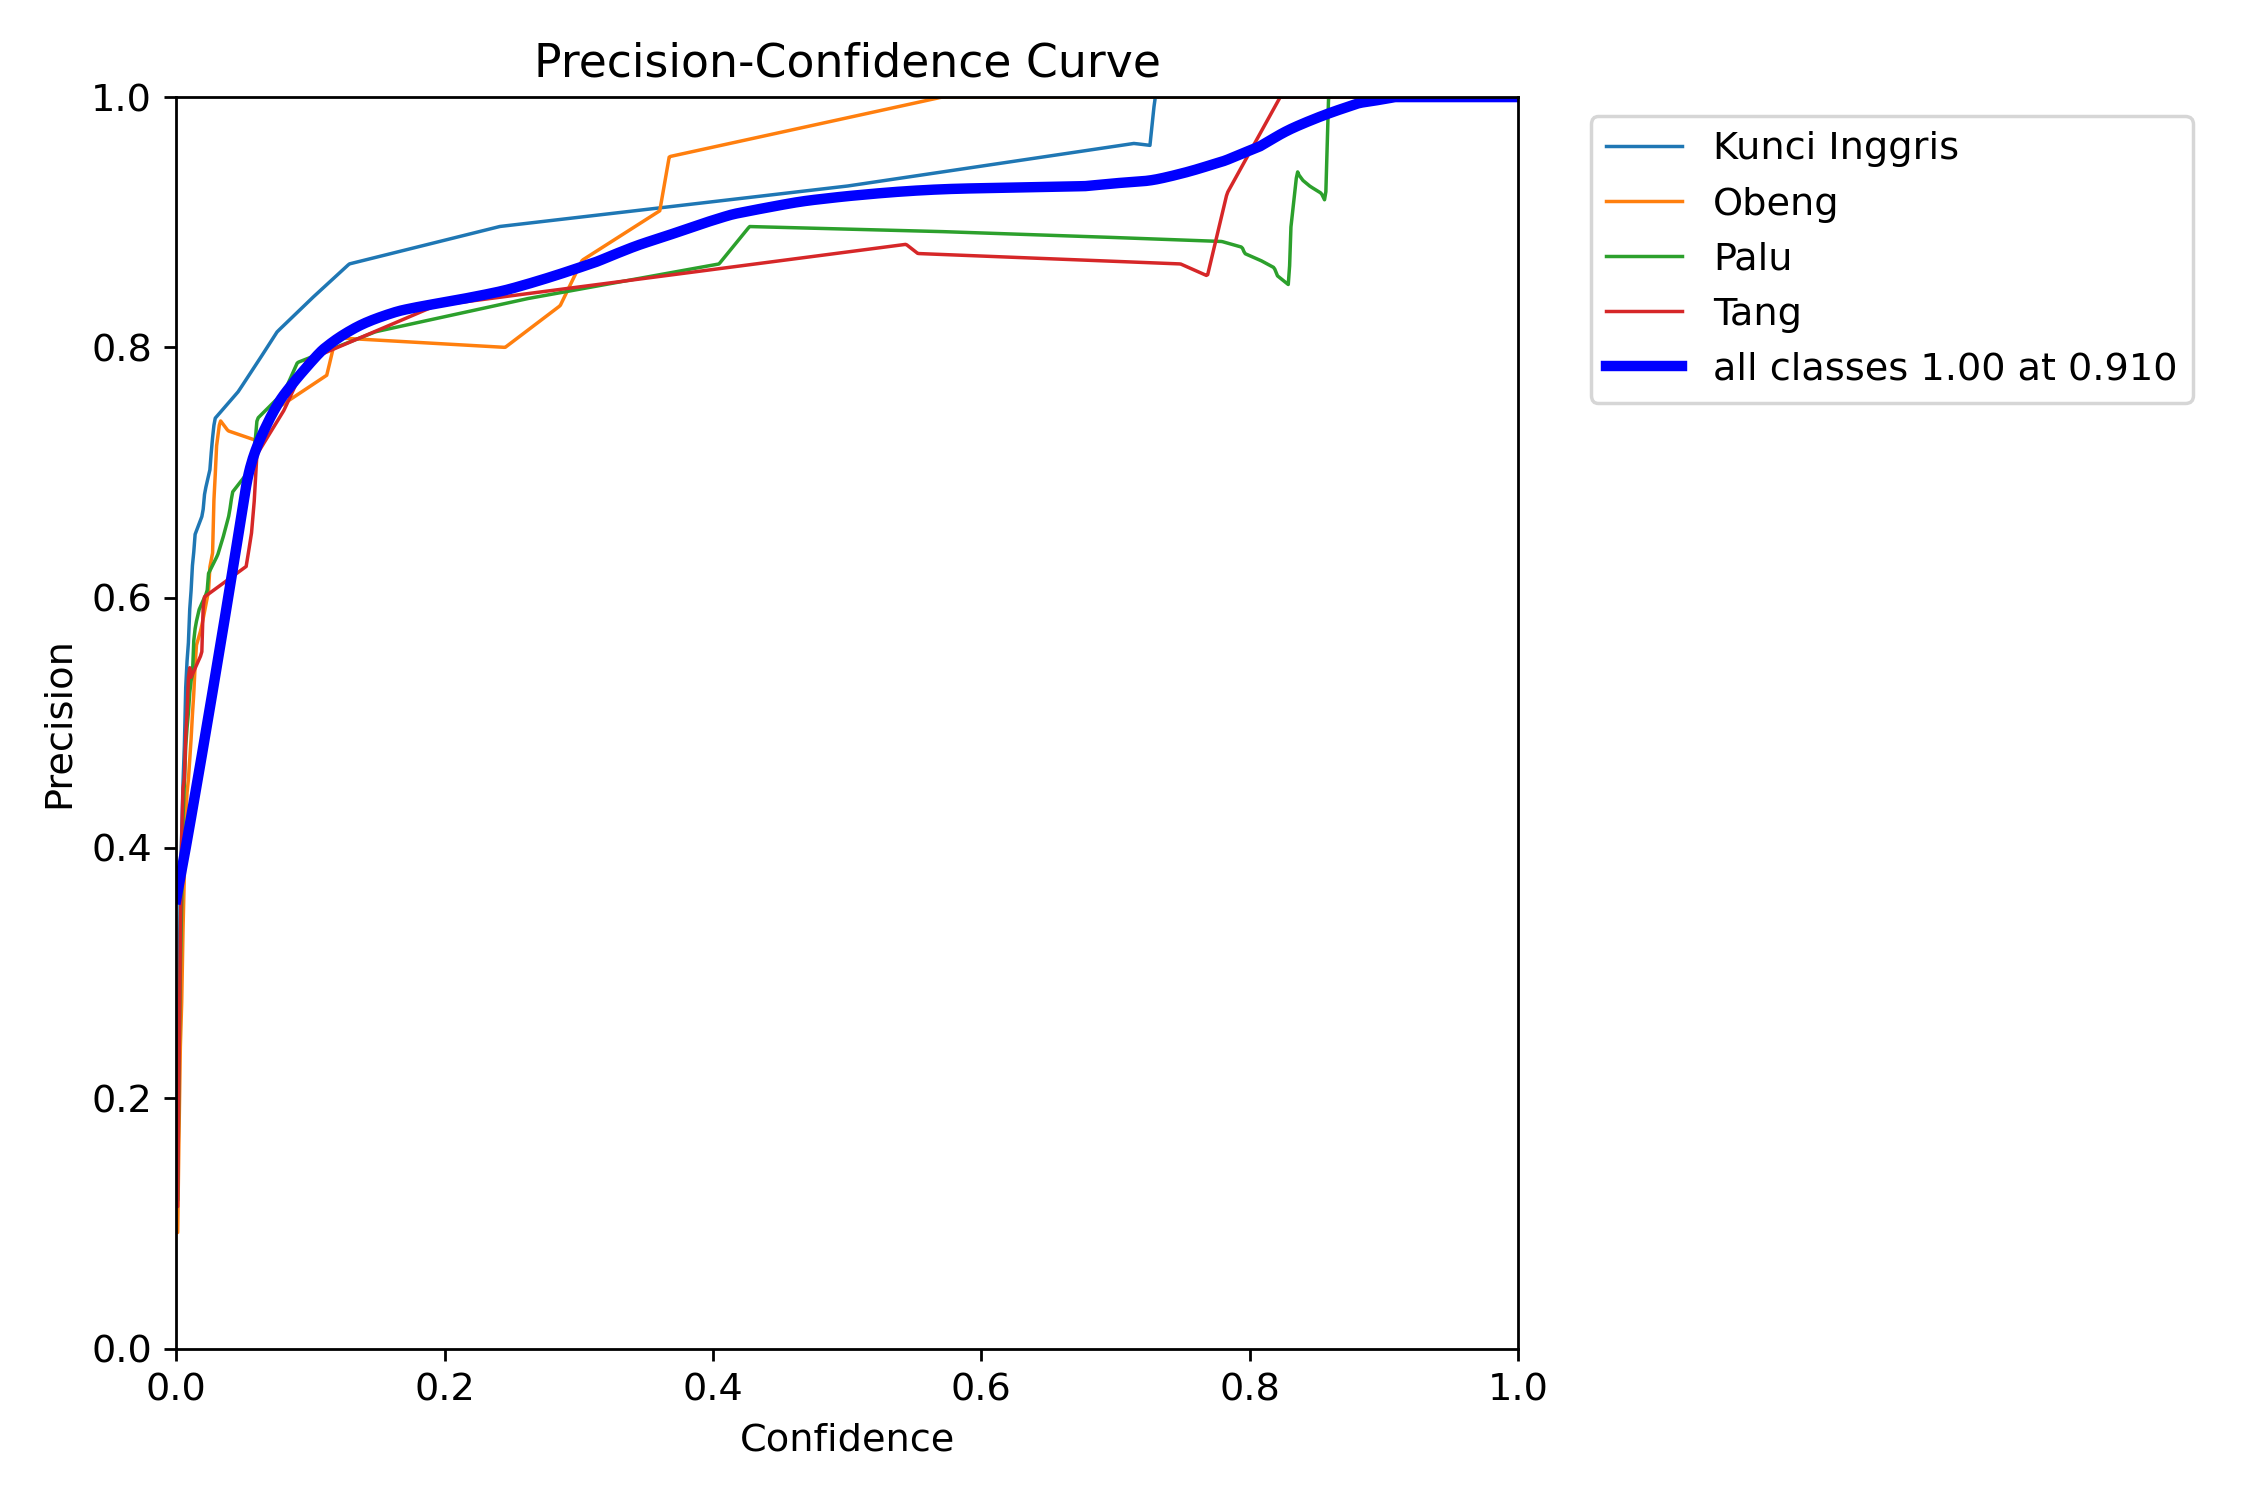 Precision-Confidence Curve
1.0
0.8
0.6
0.4
0.2
0.0
Precision
0.0 0.2 0.4 0.6 0.8 1.0
Confidence
Kunci Inggris
Obeng
Palu
Tang
all classes 1.00 at 0.910